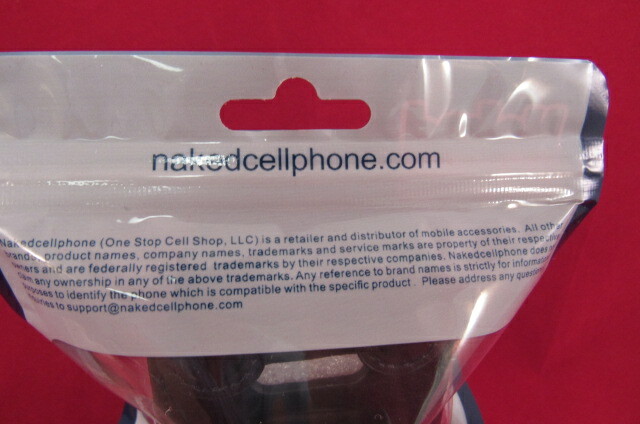 nakedcellphone.com
Nakedcellphone (One Stop Cell Shop, LLC) is a retailer and distributor of mobile accessories. All other
brands, product names, company names, trademarks and service marks are property of their respective
owners and are federally registered trademarks by their respective companies. Nakedcellphone does
claim any ownership in any of the above trademarks. Any reference to brand names is strictly for
purposes to identify the phone which is compatible with the specific product. Please address any
to support@nakedcellphone.com